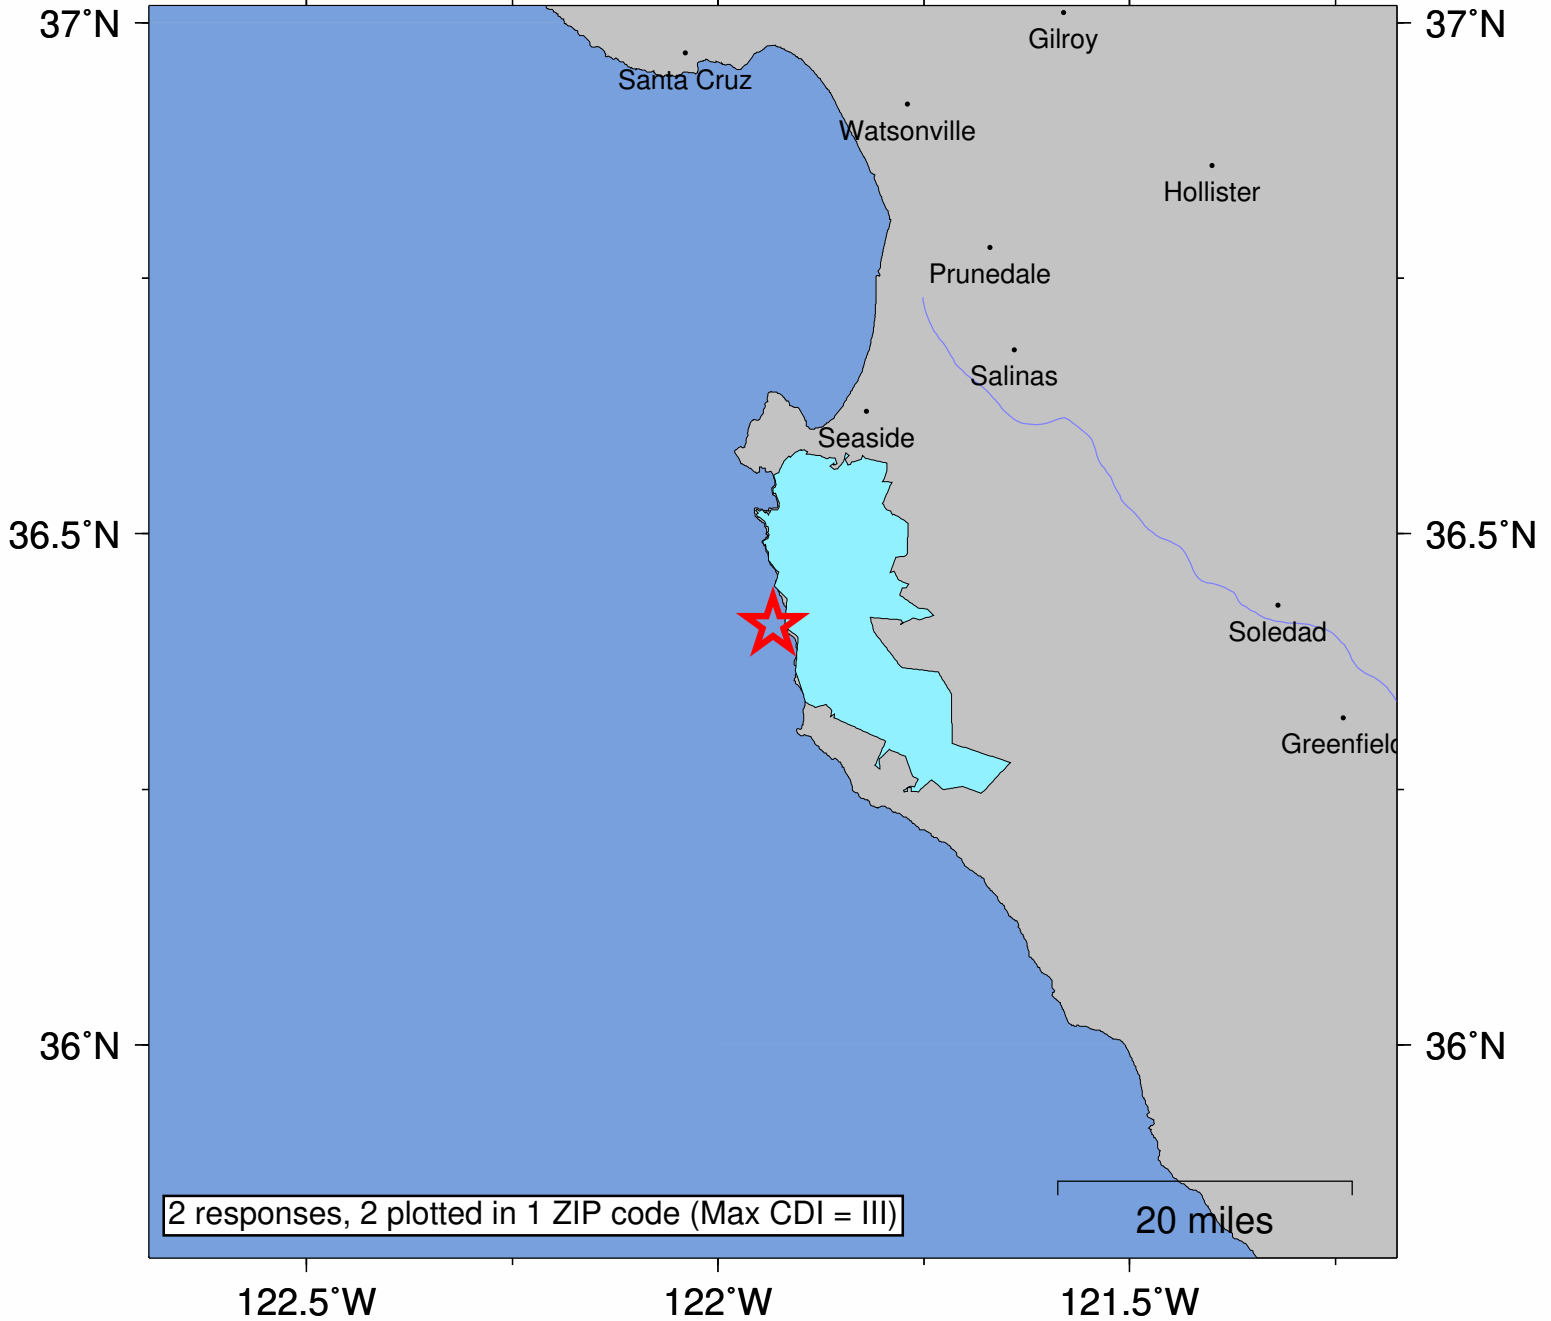 37˚N
37˚N
Gilroy
Santa Cruz
Watsonville
Hollister
Prunedale
Salinas
Seaside
36.5˚N
36.5˚N
Soledad
Greenfield
36˚N
36˚N
2 responses, 2 plotted in 1 ZIP code (Max CDI = III)
20 miles
122.5˚W
122˚W
121.5˚W